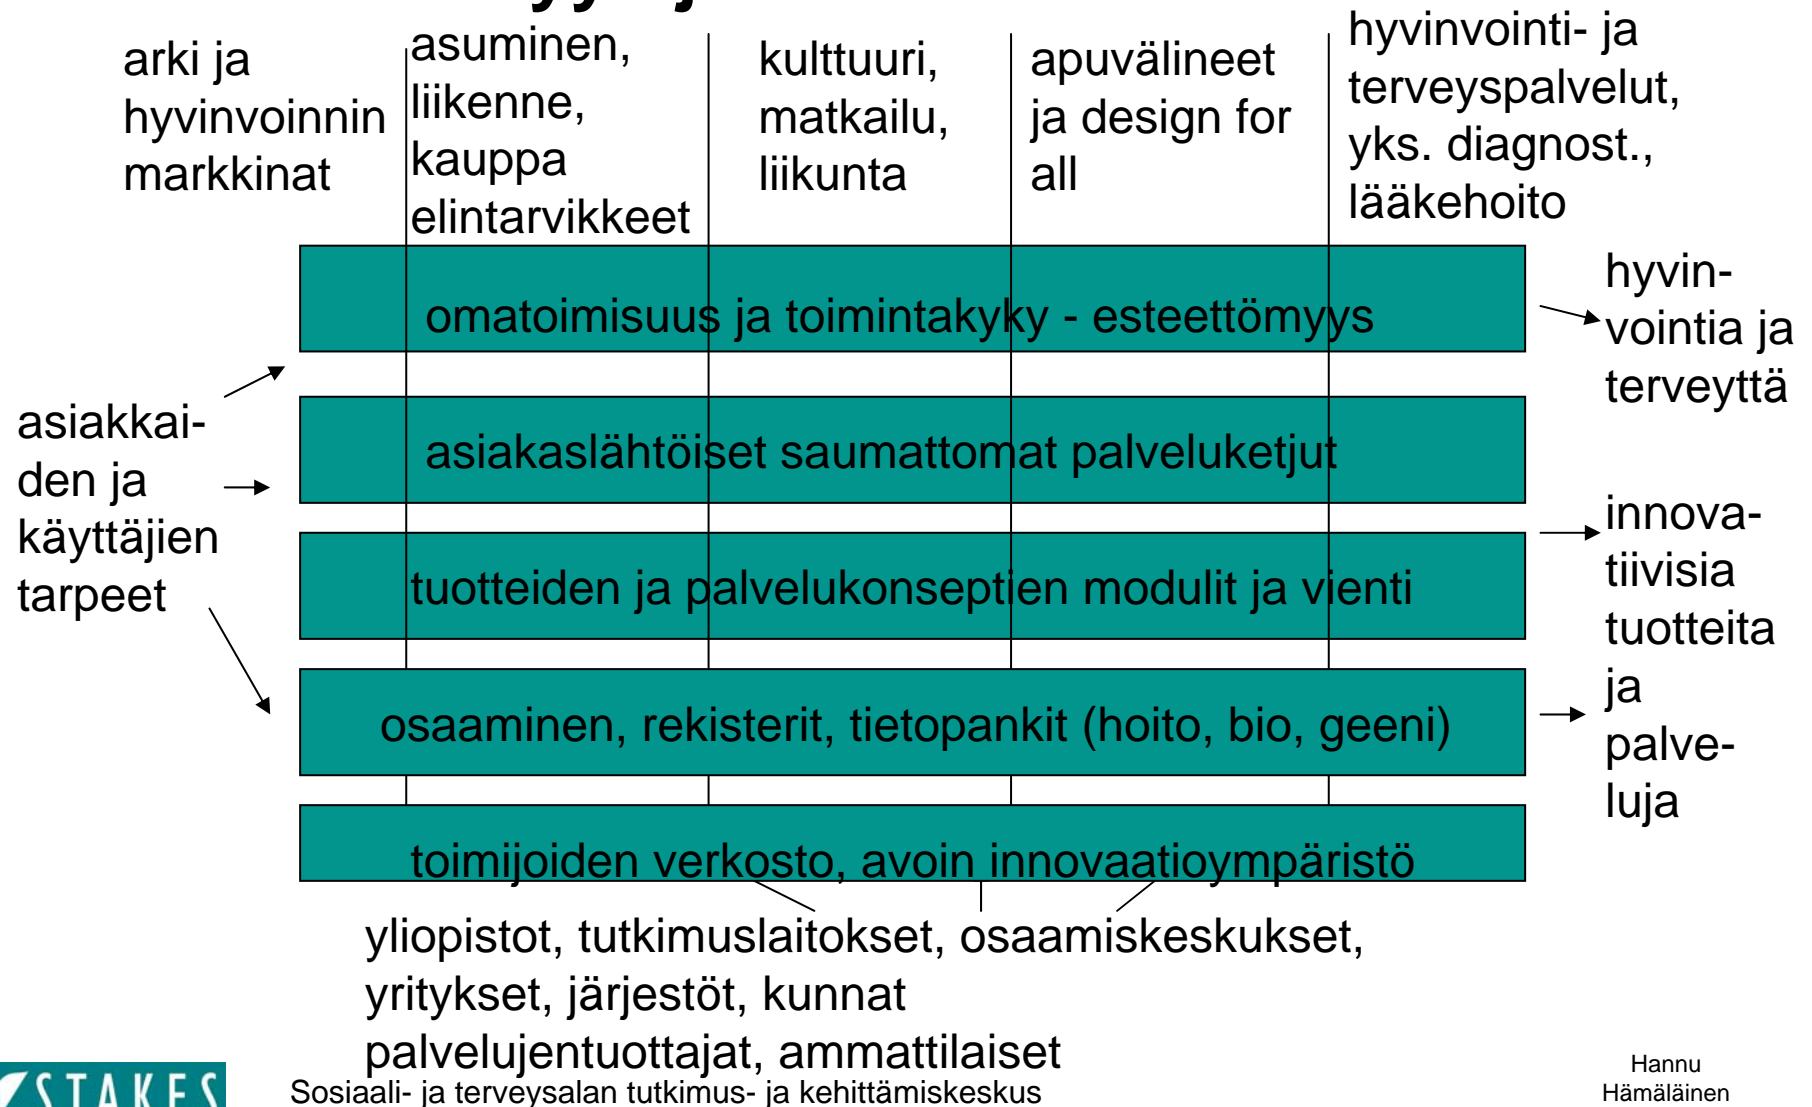 arki ja
hyvinvoinnin
markkinat
asuminen,
liikenne,
kauppa
elintarvikkeet
kulttuuri,
matkailu,
liikunta
apuvälineet
ja design for
all
hyvinvointi- ja
terveyspalvelut,
yks. diagnost.,
lääkehoito
asiakkai-
den ja
käyttäjien
tarpeet
omatoimisuus ja toimintakyky - esteettömyys
asiakaslähtöiset saumattomat palveluketjut
tuotteiden ja palvelukonseptien modulit ja vienti
osaaminen, rekisterit, tietopankit (hoito, bio, geeni)
toimijoiden verkosto, avoin innovaatioympäristö
hyvin-
vointia ja
terveyttä
innova-
tiivisia
tuotteita
ja
palve-
luja
yliopistot, tutkimuslaitokset, osaamiskeskukset,
yritykset, järjestöt, kunnat
palvelujentuottajat, ammattilaiset
STAKES
Sosiaali- ja terveysalan tutkimus- ja kehittämiskeskus
Hannu
Hämäläinen